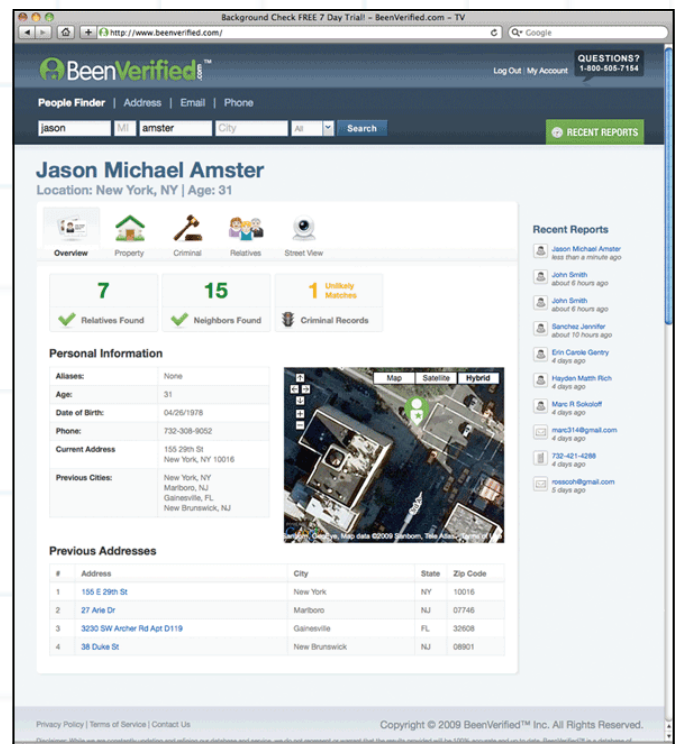 Background Check FREE 7 Day Trial! – BeenVerified.com – TV
http://www.beenverified.com/
Google
BeenVerified.com™
Log Out | My Account
QUESTIONS?
1-800-505-7154
People Finder | Address | Email | Phone
jason MI amster City All Search
RECENT REPORTS
Jason Michael Amster
Location: New York, NY | Age: 31
Overview Property Criminal Relatives Street View
7
Relatives Found
15
Neighbors Found
1 Unlikely Matches
Criminal Records
Personal Information
Aliases: None
Age: 31
Date of Birth: 04/26/1978
Phone: 732-308-9052
Current Address 155 29th St
New York, NY 10016
Previous Cities: New York, NY
Marlboro, NJ
Gainesville, FL
New Brunswick, NJ
Map Satellite Hybrid
Map data ©2009 Sanborn, Tele Atlas - Terms of Use
Previous Addresses
# Address City State Zip Code
1 155 E 29th St New York NY 10016
2 27 Arie Dr Marlboro NJ 07746
3 3230 SW Archer Rd Apt D119 Gainesville FL 32608
4 38 Duke St New Brunswick NJ 08901
Recent Reports
Jason Michael Amster
less than a minute ago
John Smith
about 6 hours ago
John Smith
about 6 hours ago
Sanchez Jennifer
about 10 hours ago
Erin Carole Gentry
4 days ago
Hayden Matth Rich
4 days ago
Marc R Sokoloff
4 days ago
marc314@gmail.com
4 days ago
732-421-4288
4 days ago
rosscoh@gmail.com
5 days ago
Privacy Policy | Terms of Service | Contact Us
Copyright © 2009 BeenVerified™ Inc. All Rights Reserved.